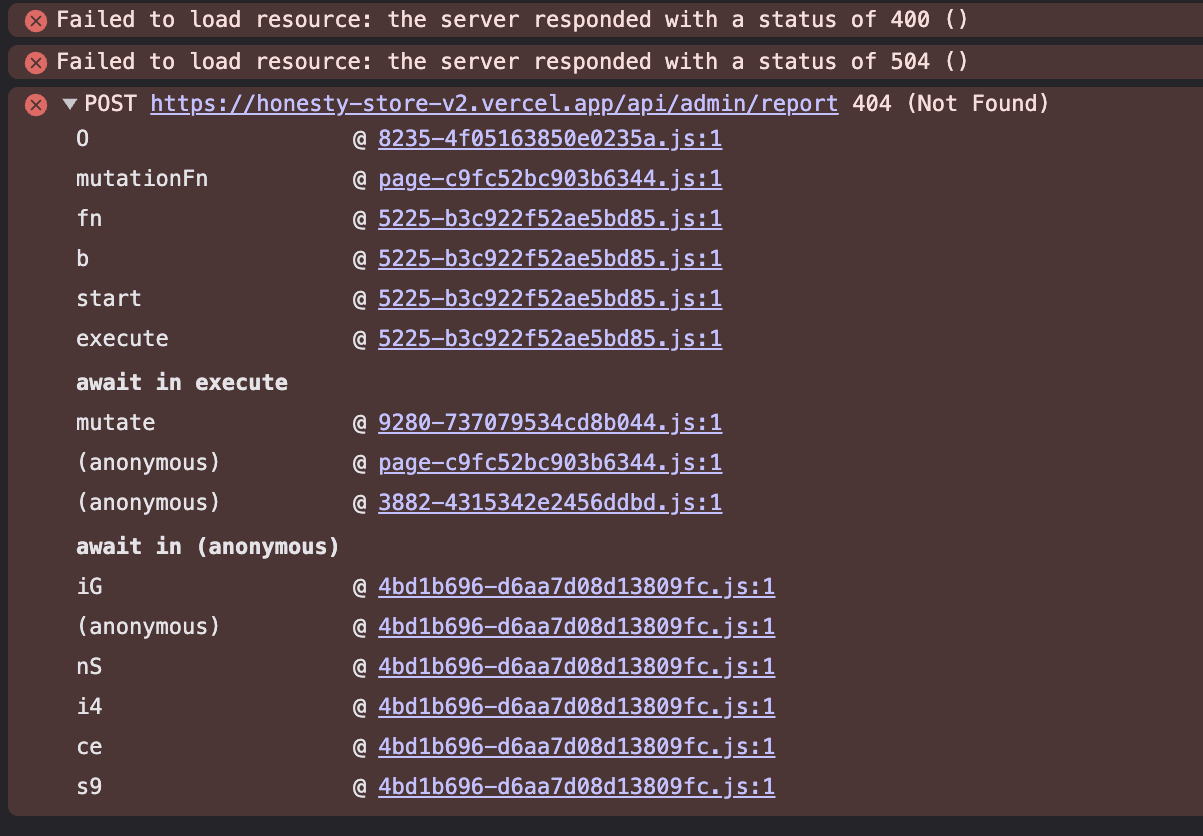 Failed to load resource: the server responded with a status of 400 ()
Failed to load resource: the server responded with a status of 504 ()
▼ POST https://honesty-store-v2.vercel.app/api/admin/report 404 (Not Found)
O @ 8235-4f05163850e0235a.js:1
mutationFn @ page-c9fc52bc903b6344.js:1
fn @ 5225-b3c922f52ae5bd85.js:1
b @ 5225-b3c922f52ae5bd85.js:1
start @ 5225-b3c922f52ae5bd85.js:1
execute @ 5225-b3c922f52ae5bd85.js:1
await in execute
mutate @ 9280-737079534cd8b044.js:1
(anonymous) @ page-c9fc52bc903b6344.js:1
(anonymous) @ 3882-4315342e2456ddbd.js:1
await in (anonymous)
iG @ 4bd1b696-d6aa7d08d13809fc.js:1
(anonymous) @ 4bd1b696-d6aa7d08d13809fc.js:1
nS @ 4bd1b696-d6aa7d08d13809fc.js:1
i4 @ 4bd1b696-d6aa7d08d13809fc.js:1
ce @ 4bd1b696-d6aa7d08d13809fc.js:1
s9 @ 4bd1b696-d6aa7d08d13809fc.js:1